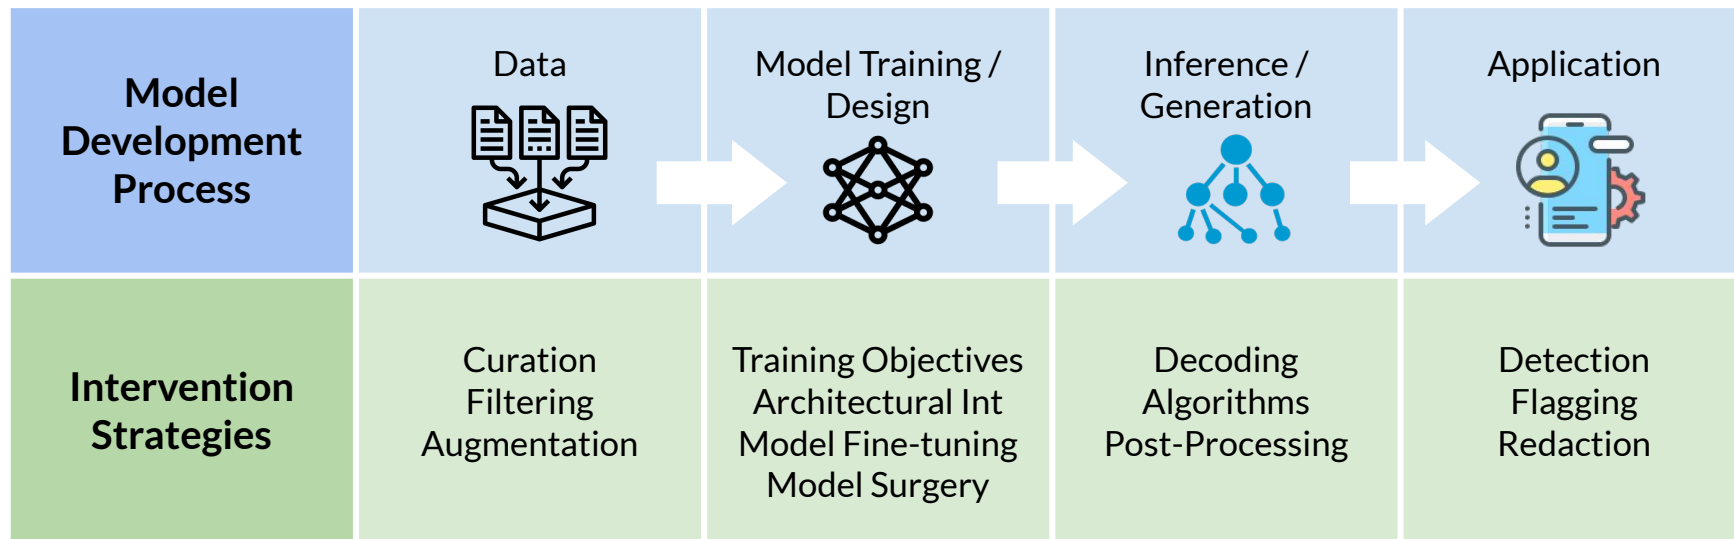 Model
Development
Process
Data
Model Training /
Design
Inference /
Generation
Application
Intervention
Strategies
Curation
Filtering
Augmentation
Training Objectives
Architectural Int
Model Fine-tuning
Model Surgery
Decoding
Algorithms
Post-Processing
Detection
Flagging
Redaction